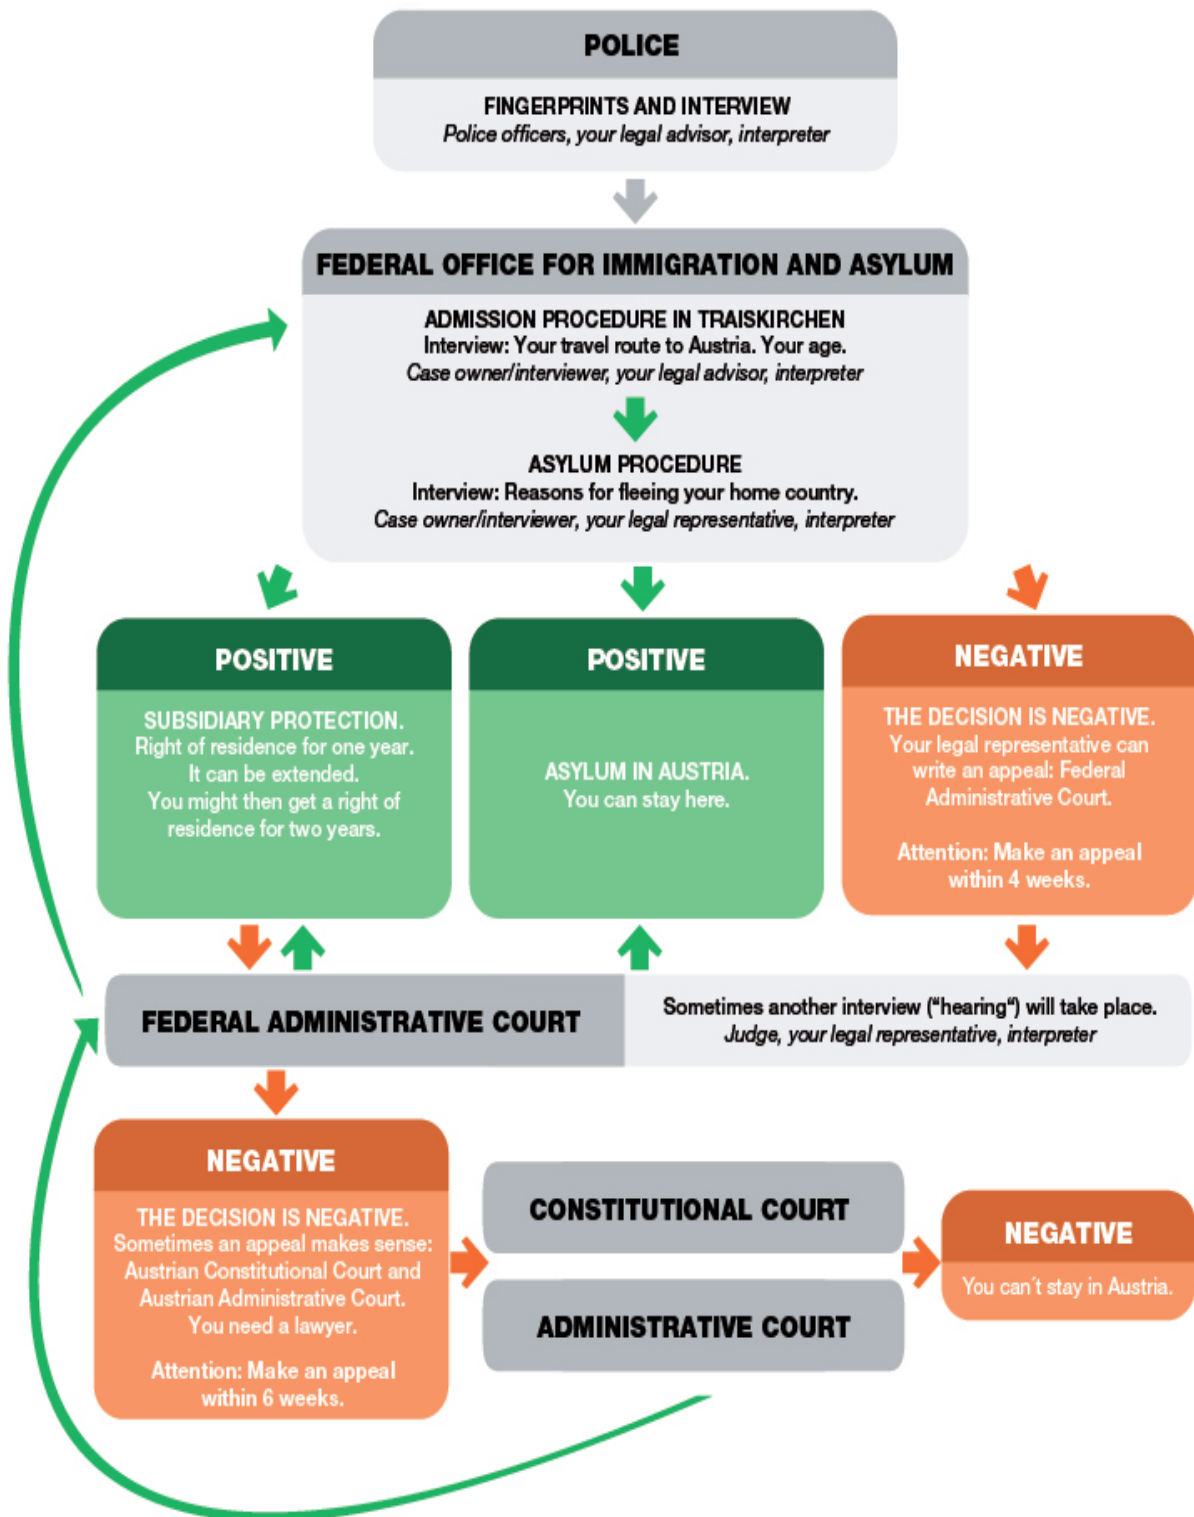 POLICE
FINGERPRINTS AND INTERVIEW
Police officers, your legal advisor, interpreter
FEDERAL OFFICE FOR IMMIGRATION AND ASYLUM
ADMISSION PROCEDURE IN TRAISKIRCHEN
Interview: Your travel route to Austria. Your age.
Case owner/interviewer, your legal advisor, interpreter
ASYLUM PROCEDURE
Interview: Reasons for fleeing your home country.
Case owner/interviewer, your legal representative, interpreter
POSITIVE
SUBSIDIARY PROTECTION.
Right of residence for one year.
It can be extended.
You might then get a right of
residence for two years.
POSITIVE
ASYLUM IN AUSTRIA.
You can stay here.
NEGATIVE
THE DECISION IS NEGATIVE.
Your legal representative can
write an appeal: Federal
Administrative Court.
Attention: Make an appeal
within 4 weeks.
FEDERAL ADMINISTRATIVE COURT
Sometimes another interview ("hearing“) will take place.
Judge, your legal representative, interpreter
NEGATIVE
THE DECISION IS NEGATIVE.
Sometimes an appeal makes sense:
Austrian Constitutional Court and
Austrian Administrative Court.
You need a lawyer.
Attention: Make an appeal
within 6 weeks.
CONSTITUTIONAL COURT
ADMINISTRATIVE COURT
NEGATIVE
You can´t stay in Austria.